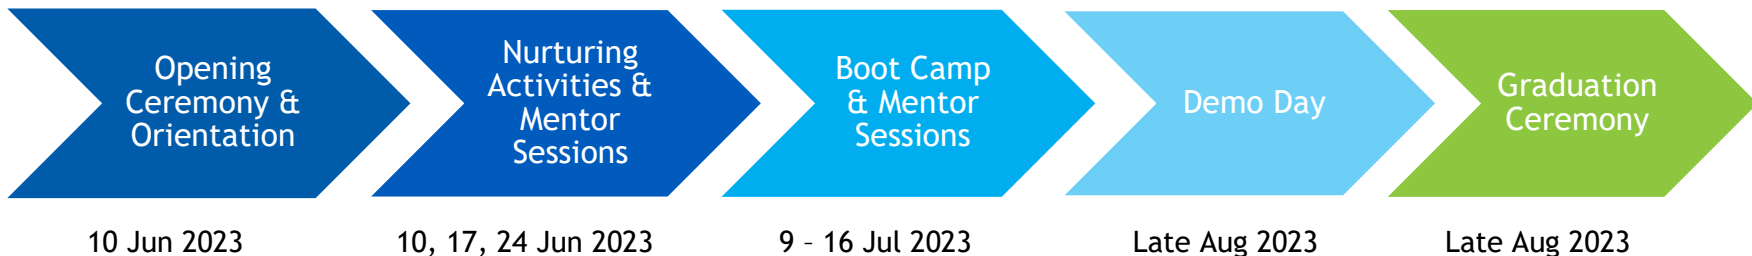 Opening
Ceremony &
Orientation
Nurturing
Activities &
Mentor
Sessions
Boot Camp
& Mentor
Sessions
Demo Day
Graduation
Ceremony
10 Jun 2023
10, 17, 24 Jun 2023
9 – 16 Jul 2023
Late Aug 2023
Late Aug 2023